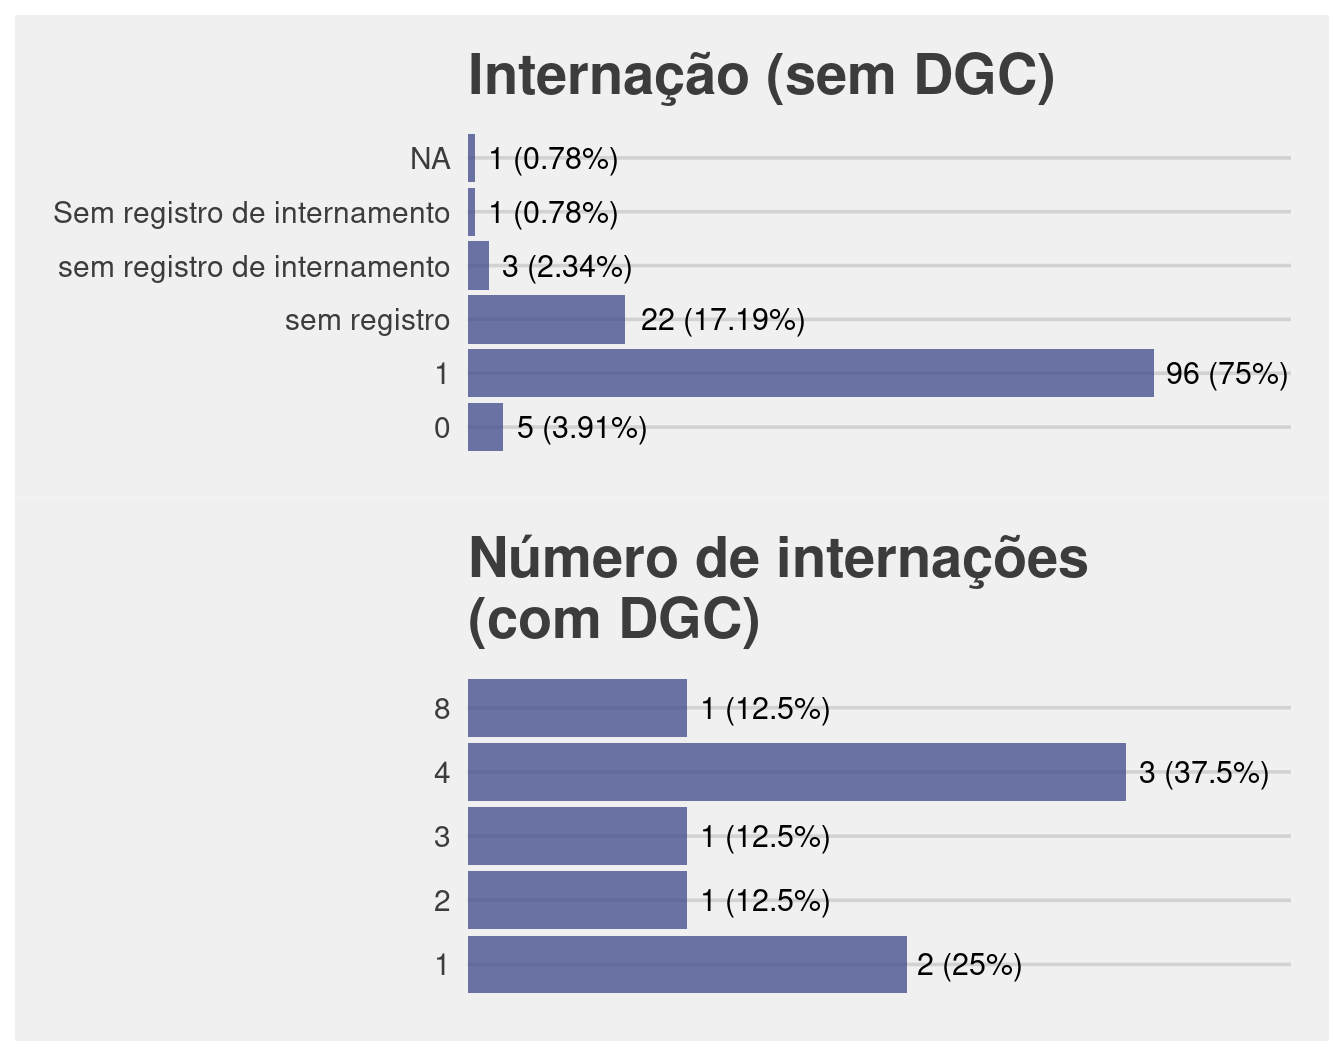 Internação (sem DGC)
NA 1 (0.78%)
Sem registro de internamento 1 (0.78%)
sem registro de internamento 3 (2.34%)
sem registro 22 (17.19%)
1 96 (75%)
0 5 (3.91%)
Número de internações
(com DGC)
8 1 (12.5%)
4 3 (37.5%)
3 1 (12.5%)
2 1 (12.5%)
1 2 (25%)